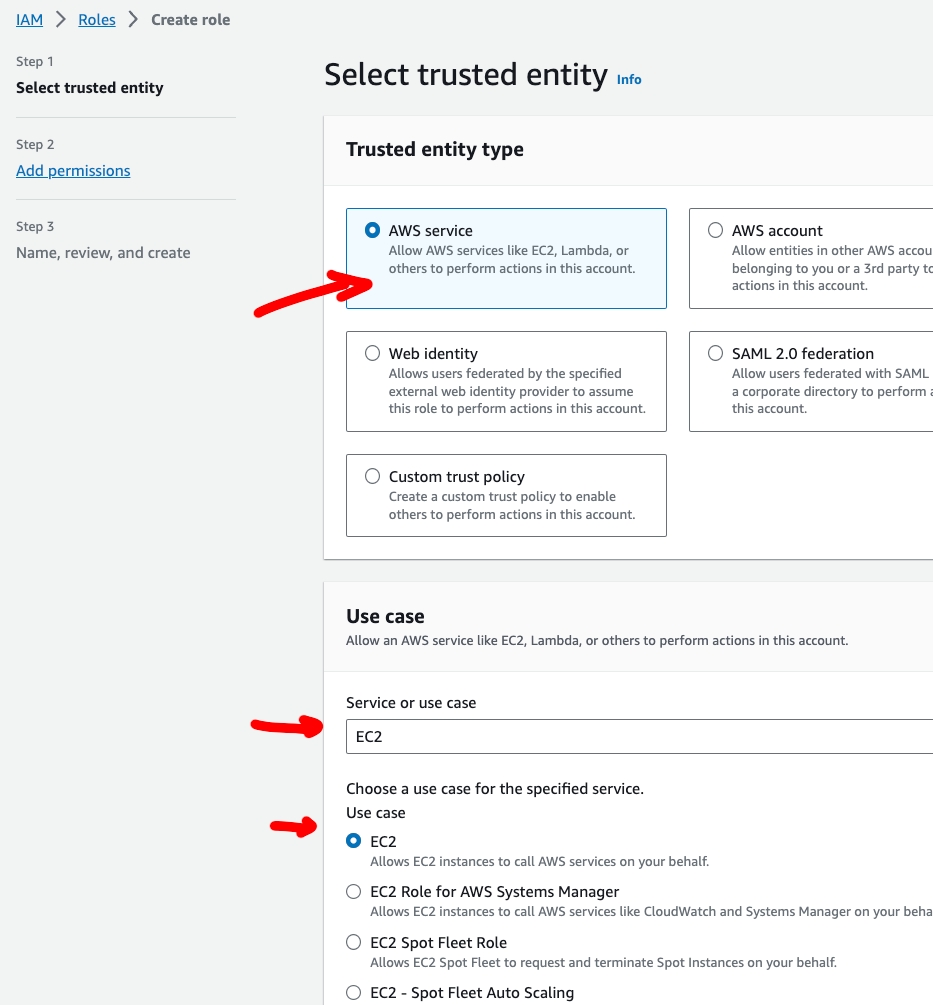 IAM > Roles > Create role
Step 1
Select trusted entity
Step 2
Add permissions
Step 3
Name, review, and create
Select trusted entity Info
Trusted entity type
AWS service
Allow AWS services like EC2, Lambda, or
others to perform actions in this account.
AWS account
Allow entities in other AWS accou
belonging to you or a 3rd party to
actions in this account.
Web identity
Allows users federated by the specified
external web identity provider to assume
this role to perform actions in this account.
SAML 2.0 federation
Allow users federated with SAML
a corporate directory to perform a
this account.
Custom trust policy
Create a custom trust policy to enable
others to perform actions in this account.
Use case
Allow an AWS service like EC2, Lambda, or others to perform actions in this account.
Service or use case
EC2
Choose a use case for the specified service.
Use case
EC2
Allows EC2 instances to call AWS services on your behalf.
EC2 Role for AWS Systems Manager
Allows EC2 instances to call AWS services like CloudWatch and Systems Manager on your beha
EC2 Spot Fleet Role
Allows EC2 Spot Fleet to request and terminate Spot Instances on your behalf.
EC2 - Spot Fleet Auto Scaling